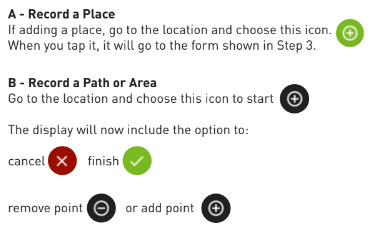 A - Record a Place
If adding a place, go to the location and choose this icon.
When you tap it, it will go to the form shown in Step 3.
B - Record a Path or Area
Go to the location and choose this icon to start
The display will now include the option to:
cancel finish
remove point or add point